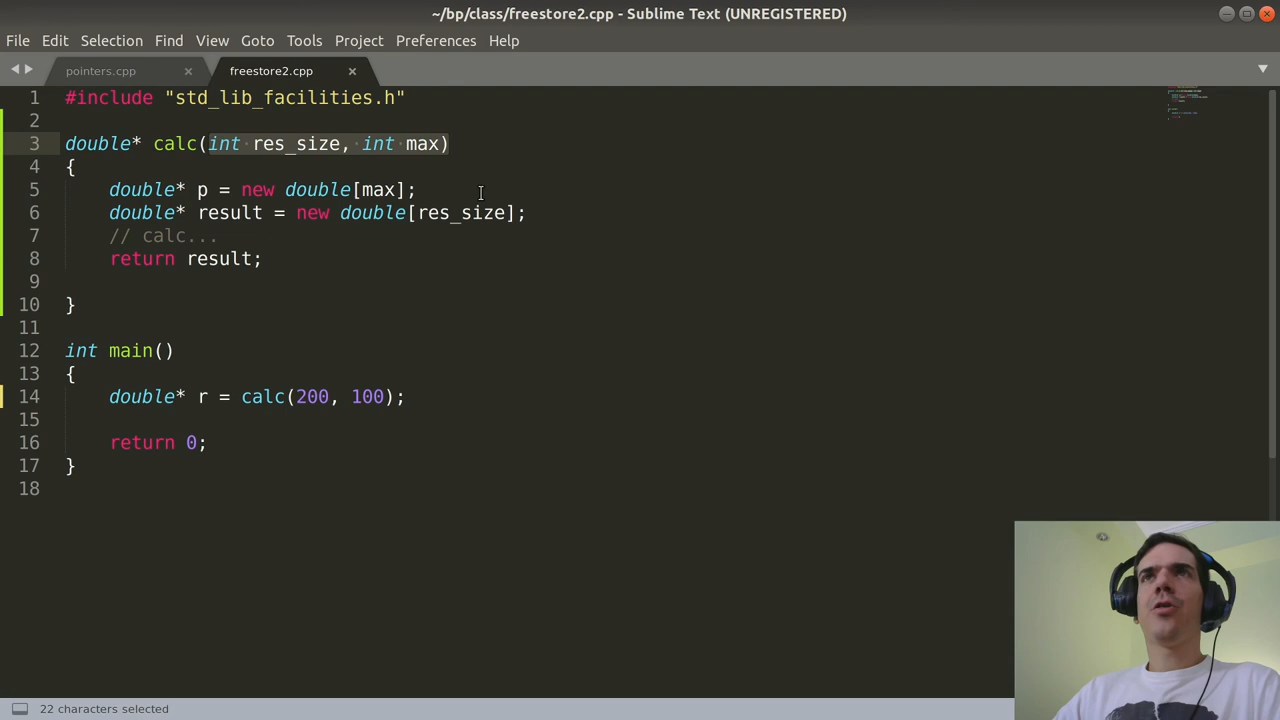 ~/bp/class/freestore2.cpp - Sublime Text (UNREGISTERED)
File Edit Selection Find View Goto Tools Project Preferences Help
pointers.cpp freestore2.cpp
1 #include "std_lib_facilities.h"
2
3 double* calc(int res_size, int max)
4 {
5 double* p = new double[max];
6 double* result = new double[res_size];
7 // calc...
8 return result;
9
10 }
11
12 int main()
13 {
14 double* r = calc(200, 100);
15
16 return 0;
17 }
18
22 characters selected